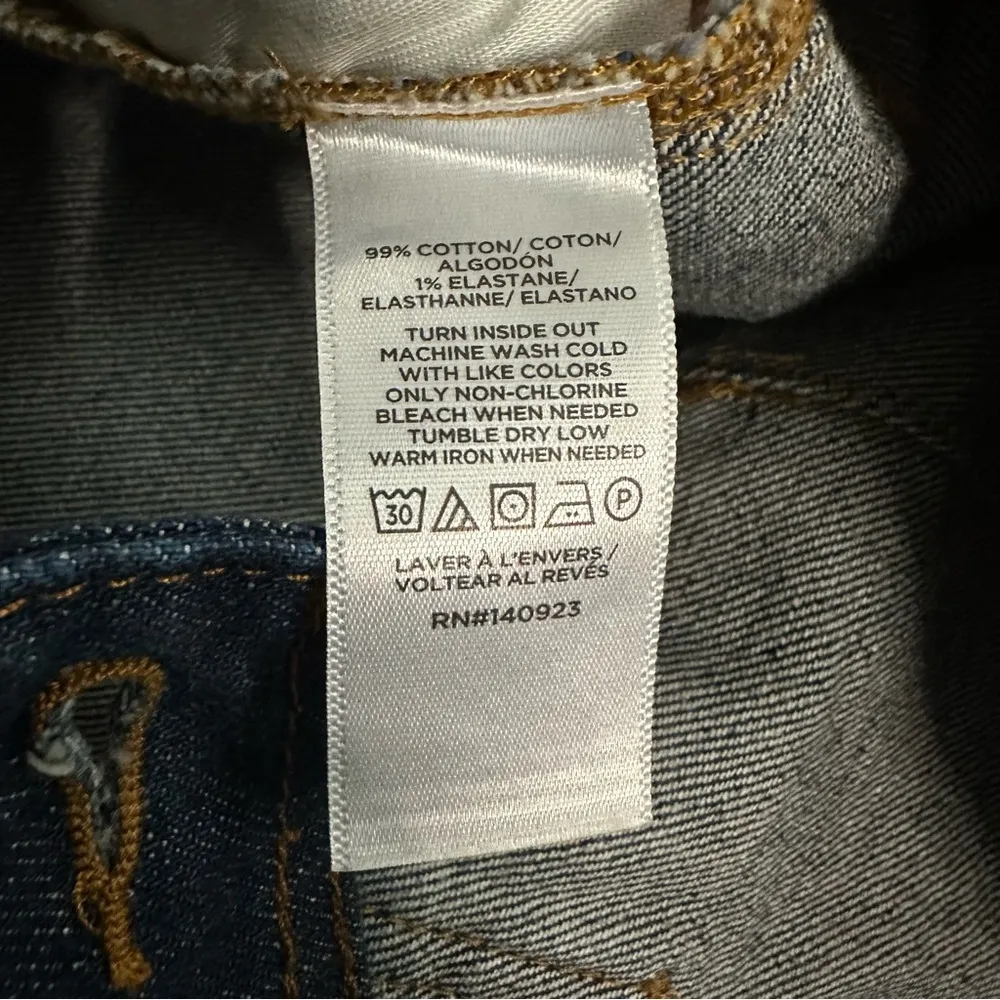 99% COTTON/ COTON/
ALGODÓN
1% ELASTANE/
ELASTHANNE/ ELASTANO
TURN INSIDE OUT
MACHINE WASH COLD
WITH LIKE COLORS
ONLY NON-CHLORINE
BLEACH WHEN NEEDED
TUMBLE DRY LOW
WARM IRON WHEN NEEDED
30 P
LAVER À L'ENVERS/
VOLTEAR AL REVÉS
RN#140923